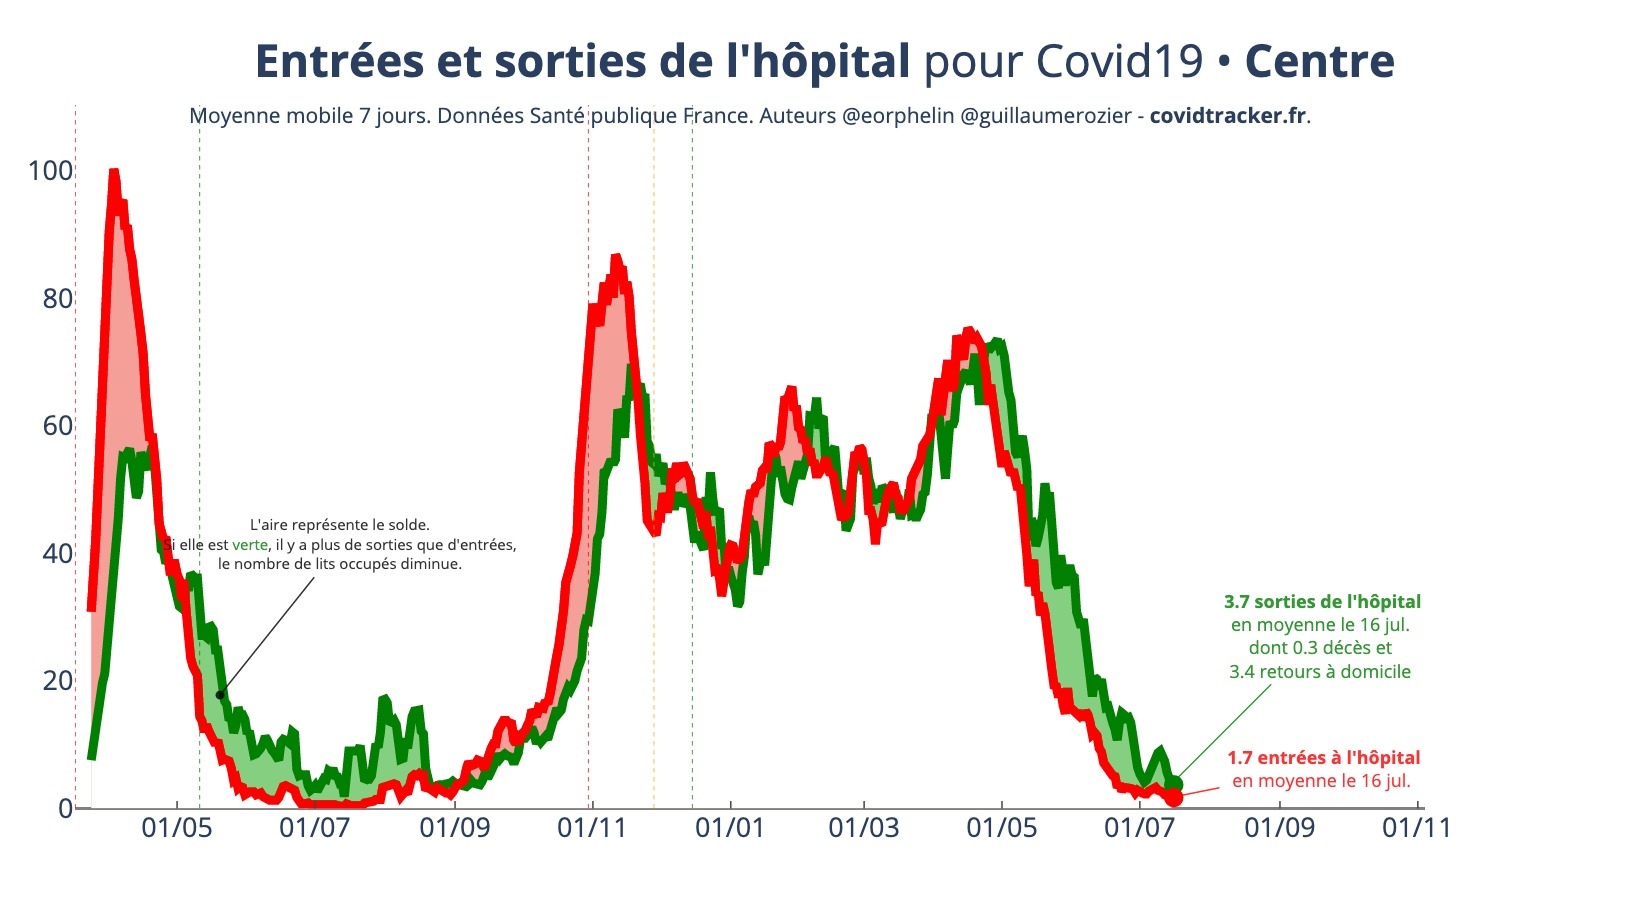 Entrées et sorties de l'hôpital pour Covid19 • Centre
Moyenne mobile 7 jours. Données Santé publique France. Auteurs @eorphelin @guillaumerozier - covidtracker.fr.
100
80
60
40
20
0
L'aire représente le solde.
Si elle est verte, il y a plus de sorties que d'entrées,
le nombre de lits occupés diminue.
3.7 sorties de l'hôpital
en moyenne le 16 jul.
dont 0.3 décès et
3.4 retours à domicile
1.7 entrées à l'hôpital
en moyenne le 16 jul.
01/05 01/07 01/09 01/11 01/01 01/03 01/05 01/07 01/09 01/11